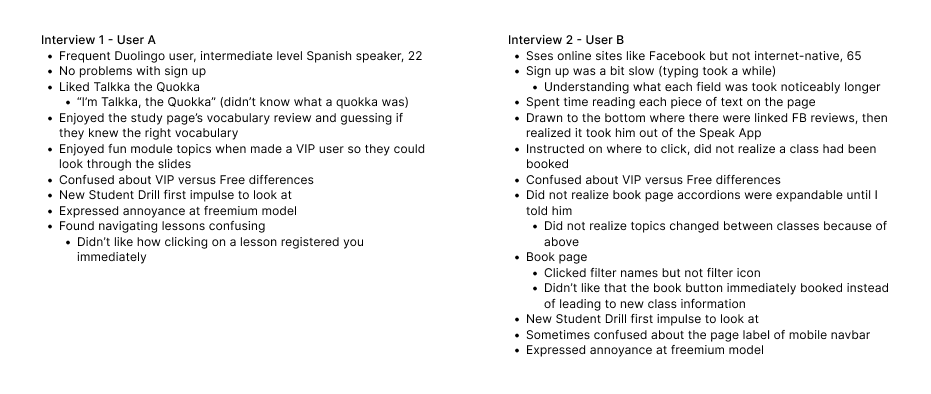 Interview 1 - User A
• Frequent Duolingo user, intermediate level Spanish speaker, 22
• No problems with sign up
• Liked Talkka the Quokka
• “I’m Talkka, the Quokka” (didn’t know what a quokka was)
• Enjoyed the study page’s vocabulary review and guessing if
they knew the right vocabulary
• Enjoyed fun module topics when made a VIP user so they could
look through the slides
• Confused about VIP versus Free differences
• New Student Drill first impulse to look at
• Expressed annoyance at freemium model
• Found navigating lessons confusing
• Didn’t like how clicking on a lesson registered you
immediately
Interview 2 - User B
• Sses online sites like Facebook but not internet-native, 65
• Sign up was a bit slow (typing took a while)
• Understanding what each field was took noticeably longer
• Spent time reading each piece of text on the page
• Drawn to the bottom where there were linked FB reviews, then
realized it took him out of the Speak App
• Instructed on where to click, did not realize a class had been
booked
• Confused about VIP versus Free differences
• Did not realize book page accordions were expandable until I
told him
• Did not realize topics changed between classes because of
above
• Book page
• Clicked filter names but not filter icon
• Didn’t like that the book button immediately booked instead
of leading to new class information
• New Student Drill first impulse to look at
• Sometimes confused about the page label of mobile navbar
• Expressed annoyance at freemium model